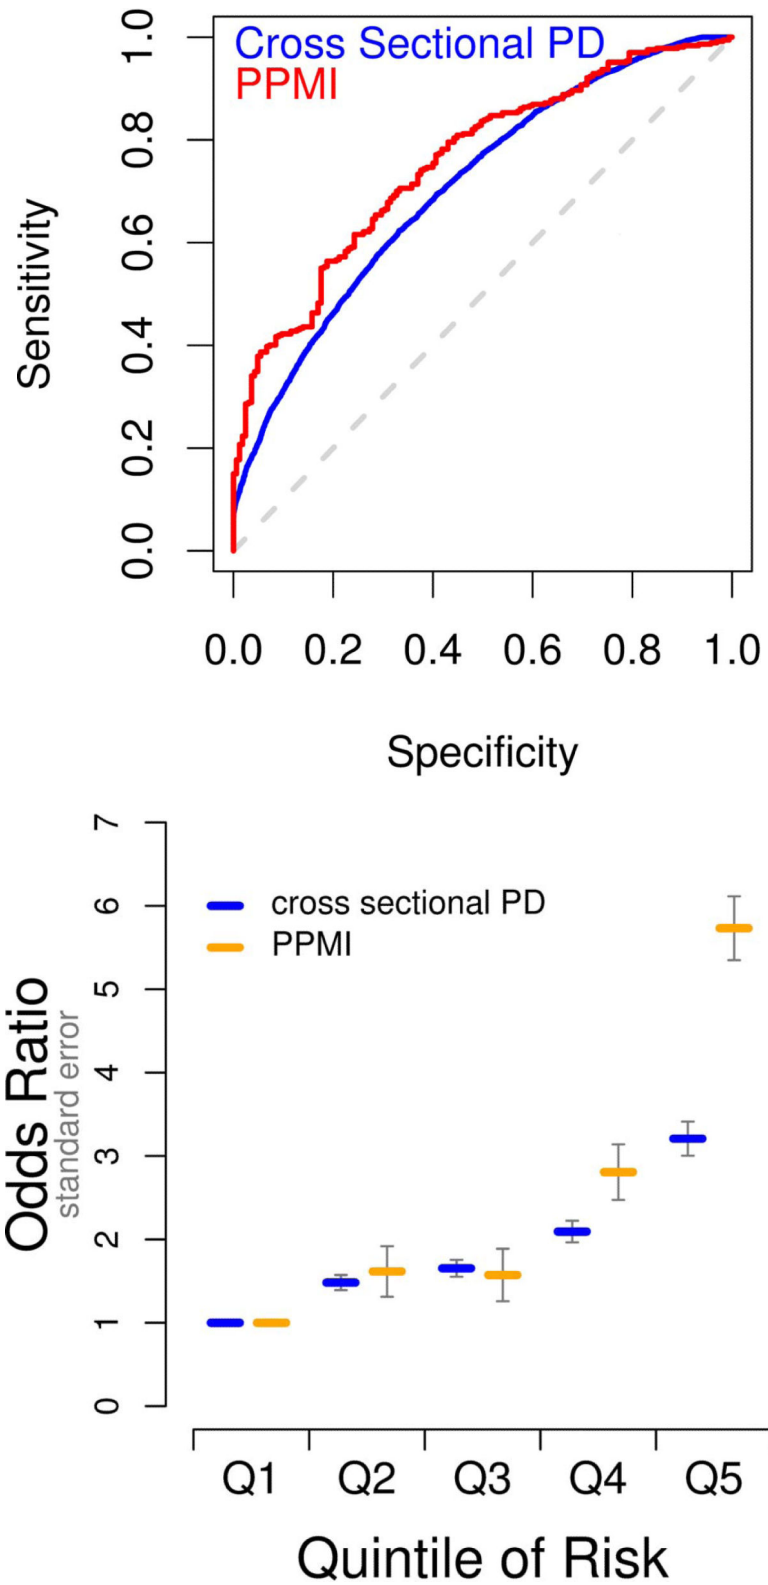 Cross Sectional PD
PPMI
Sensitivity
1.0
0.8
0.6
0.4
0.2
0.0
0.0 0.2 0.4 0.6 0.8 1.0
Specificity
7
6
5
4
3
2
1
0
cross sectional PD
PPMI
Odds Ratio
standard error
Q1 Q2 Q3 Q4 Q5
Quintile of Risk